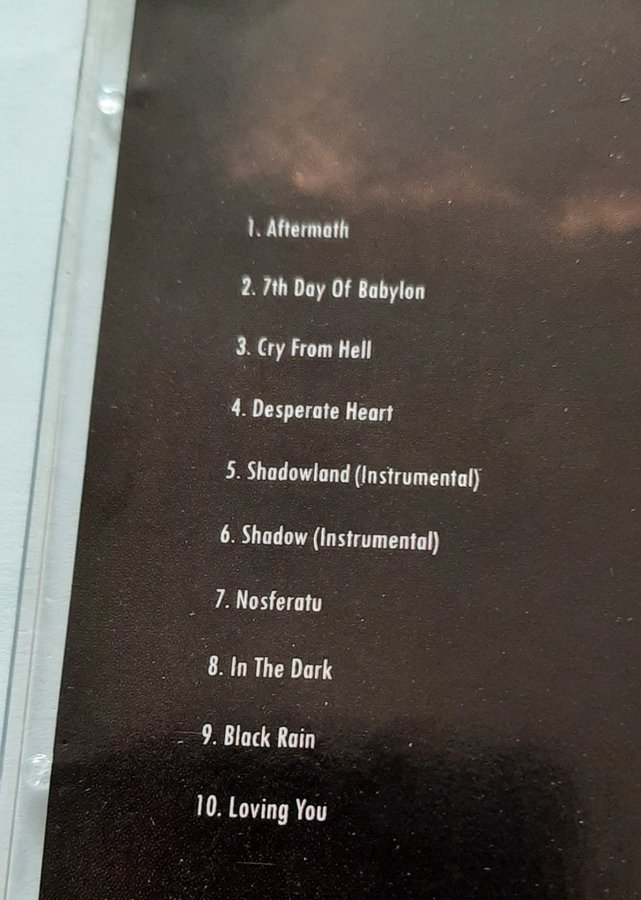 1. Aftermath
2. 7th Day Of Babylon
3. Cry From Hell
4. Desperate Heart
5. Shadowland (Instrumental)
6. Shadow (Instrumental)
7. Nosferatu
8. In The Dark
9. Black Rain
10. Loving You